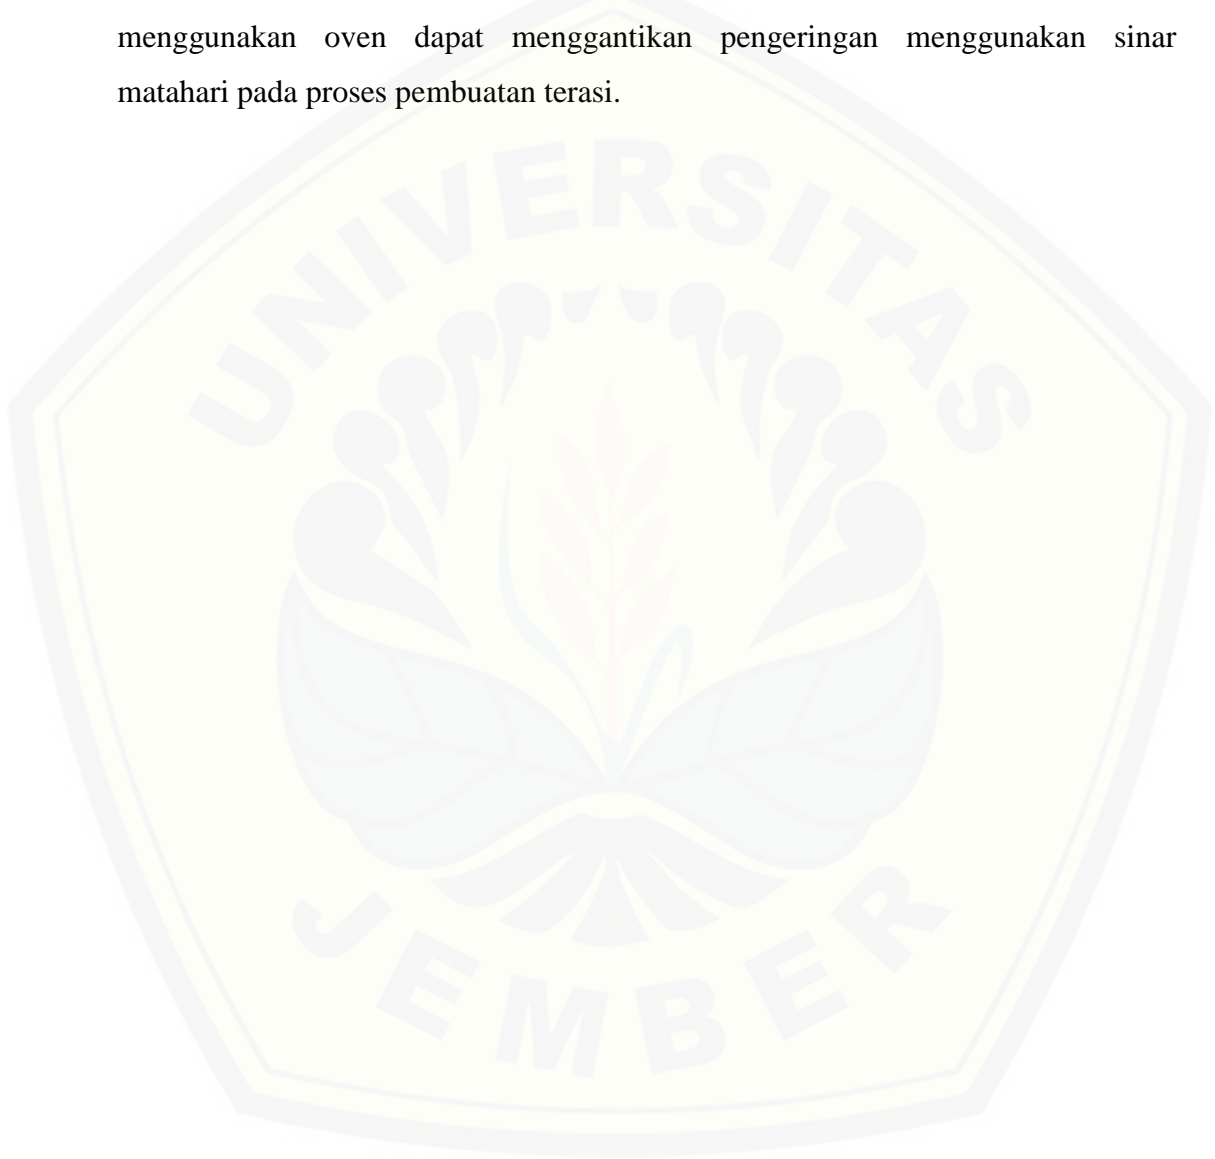 menggunakan oven dapat menggantikan pengeringan menggunakan sinar
matahari pada proses pembuatan terasi.
UNIVERSITAS
JEMBER